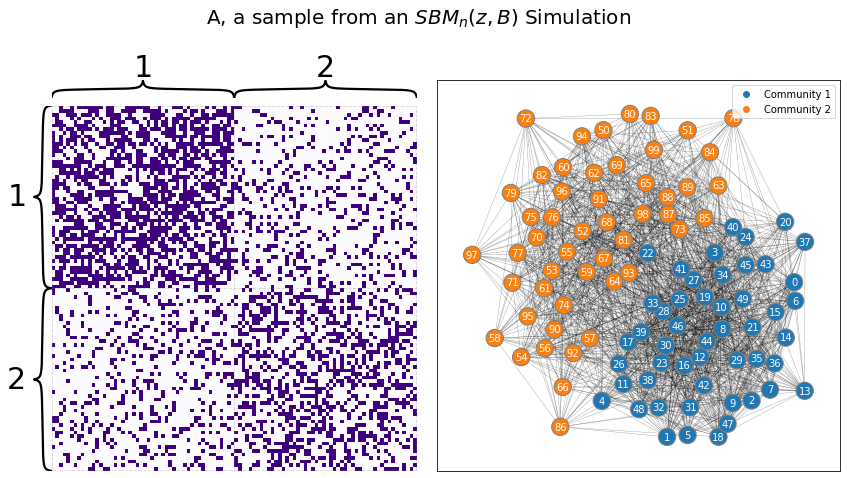 A, a sample from an $SBM_n(z, B)$ Simulation
1 2
1
2
Community 1
Community 2
72 80 83 78
94 50 51
99 84
60 69
82 62 65 63
79 96 91 88 89
75 76 68 98 87 85 20
70 52 81 73 40 24 37
97 77 55 67 22 3
53 59 93 41 34 45 43
71 61 64 27 0
74 33 25 19 49 6
95 28 10 15
90 46 8 21
58 57 17 39 30 44 14
54 56 92 12
26 23 16 29 35 36
66 11 38 42 7 13
86 4 48 32 31 9 2
47
1 5 18